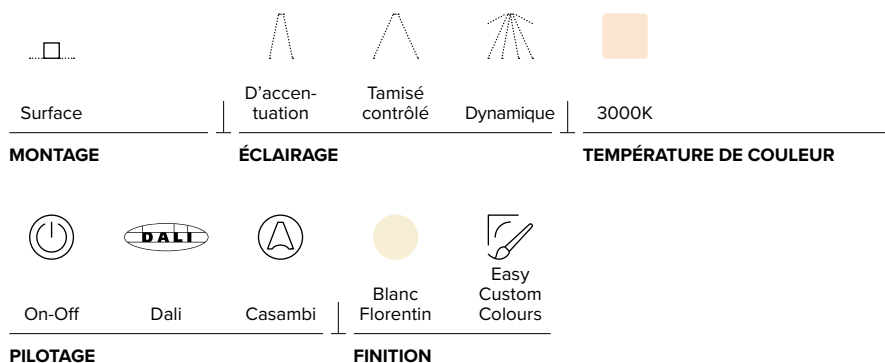 Surface
D'accen-
tuation
Tamisé
contrôlé
Dynamique
3000K
MONTAGE
ÉCLAIRAGE
TEMPÉRATURE DE COULEUR
DALI
On-Off
Dali
Casambi
Blanc
Florentin
Easy
Custom
Colours
PILOTAGE
FINITION